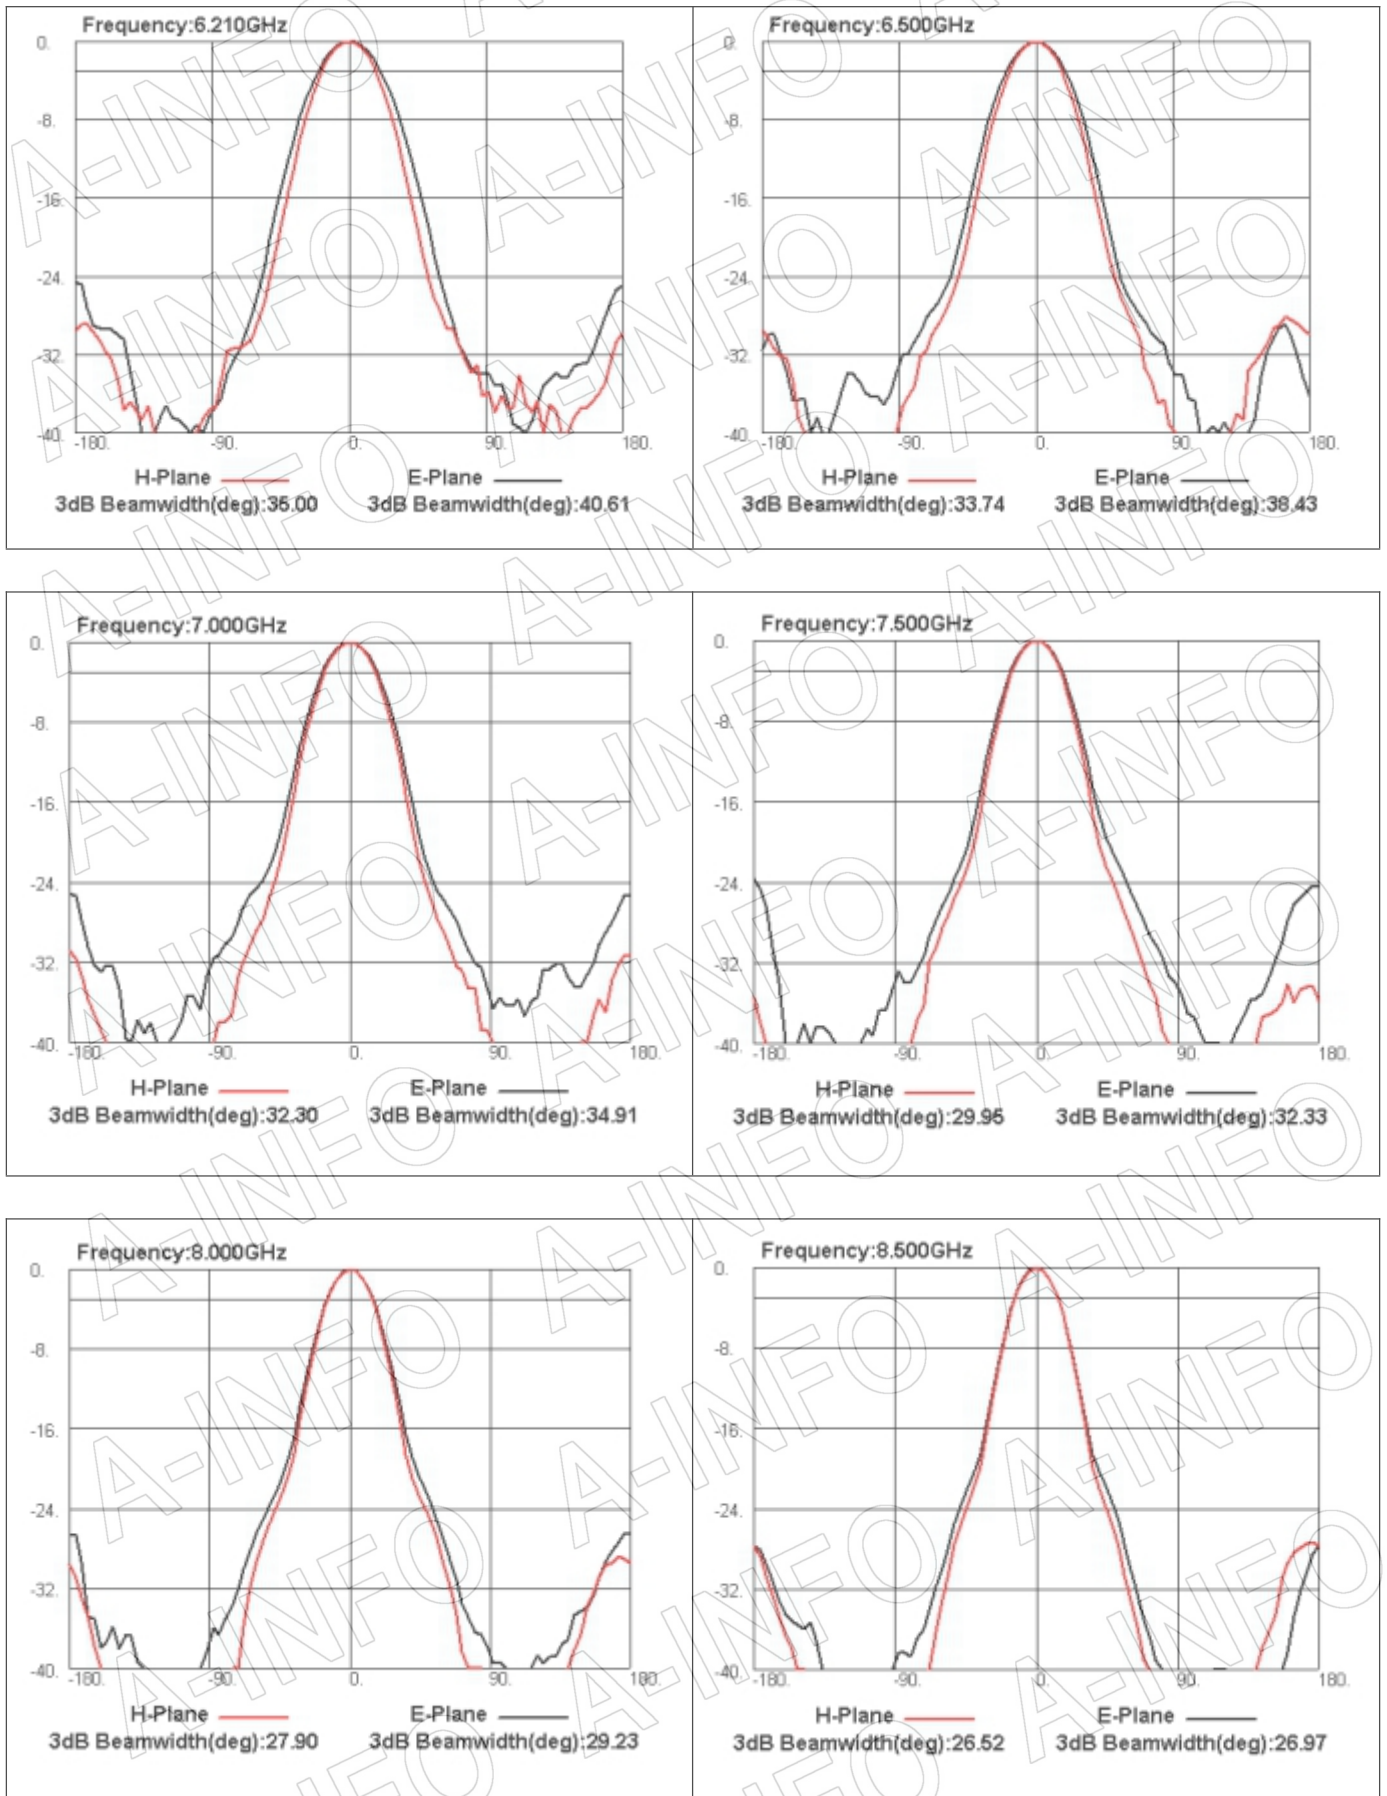 Frequency:6.210GHz
0.
-8.
-16.
-24.
-32.
-40.
-180.
-90.
0.
90.
180.
H-Plane
E-Plane
3dB Beamwidth(deg):35.00
3dB Beamwidth(deg):40.61
Frequency:6.500GHz
0.
-8.
-16.
-24.
-32.
-40.
-180.
-90.
0.
90.
180.
H-Plane
E-Plane
3dB Beamwidth(deg):33.74
3dB Beamwidth(deg):38.43
Frequency:7.000GHz
0.
-8.
-16.
-24.
-32.
-40.
-180.
-90.
0.
90.
180.
H-Plane
E-Plane
3dB Beamwidth(deg):32.30
3dB Beamwidth(deg):34.91
Frequency:7.500GHz
0.
-8.
-16.
-24.
-32.
-40.
-180.
-90.
0.
90.
180.
H-Plane
E-Plane
3dB Beamwidth(deg):29.95
3dB Beamwidth(deg):32.33
Frequency:8.000GHz
0.
-8.
-16.
-24.
-32.
-40.
-180.
-90.
0.
90.
180.
H-Plane
E-Plane
3dB Beamwidth(deg):27.90
3dB Beamwidth(deg):29.23
Frequency:8.500GHz
0.
-8.
-16.
-24.
-32.
-40.
-180.
-90.
0.
90.
180.
H-Plane
E-Plane
3dB Beamwidth(deg):26.52
3dB Beamwidth(deg):26.97
A-INFO